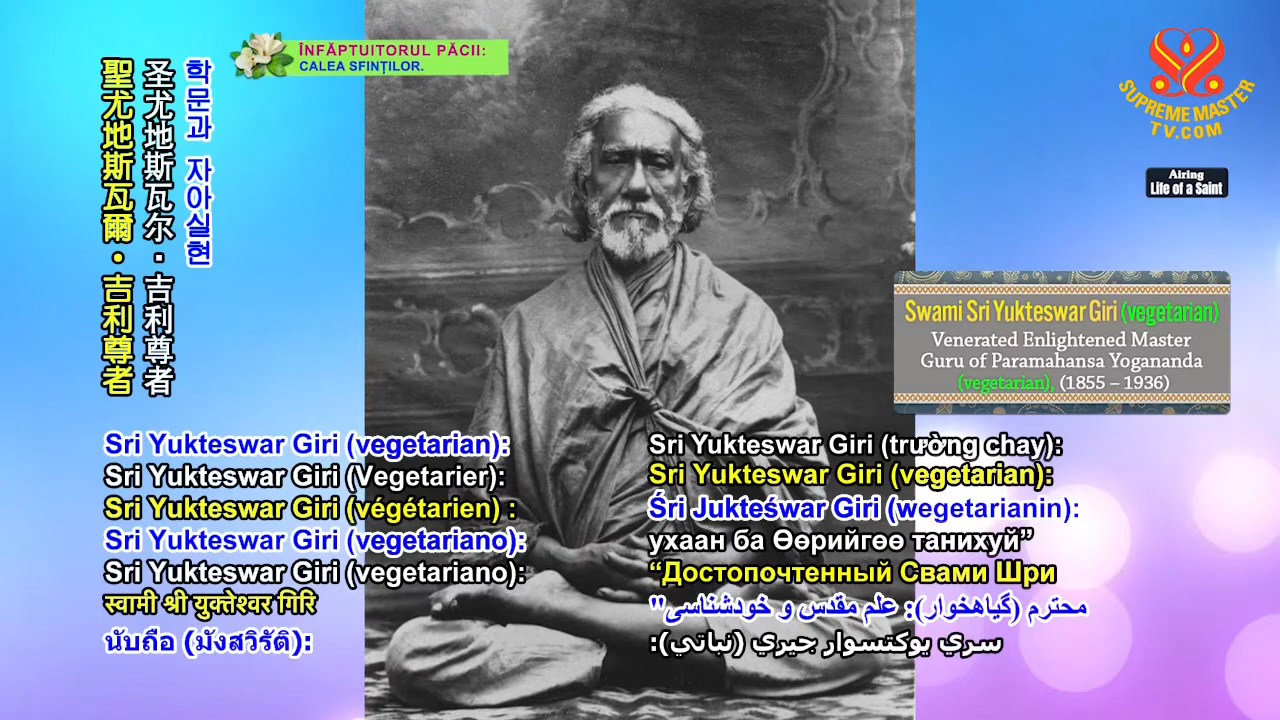 ÎNFĂPTUITORUL PĂCII:
CALEA SFINŢILOR.
SUPREME MASTER
TV.COM
Airing
Life of a Saint
학문과 자아실현
圣尤地斯瓦尔·吉利尊者
聖尤地斯瓦爾·吉利尊者
Swami Sri Yukteswar Giri (vegetarian)
Venerated Enlightened Master
Guru of Paramahansa Yogananda
(vegetarian), (1855 – 1936)
Sri Yukteswar Giri (vegetarian):
Sri Yukteswar Giri (Vegetarier):
Sri Yukteswar Giri (végétarien) :
Sri Yukteswar Giri (vegetariano):
Sri Yukteswar Giri (vegetariano):
स्वामी श्री युक्तेश्वर गिरि
นับถือ (มังสวิรัติ):
Sri Yukteswar Giri (trường chay):
Sri Yukteswar Giri (vegetarian):
Śri Jukteświar Giri (wegetarianin):
ухаан ба Өөрийгөө танихуй”
“Достопочтенный Свами Шри
محترم (گیاهخوار): علم مقدس و خودشناسی"
سري يوكتسوار جيري (نباتي):